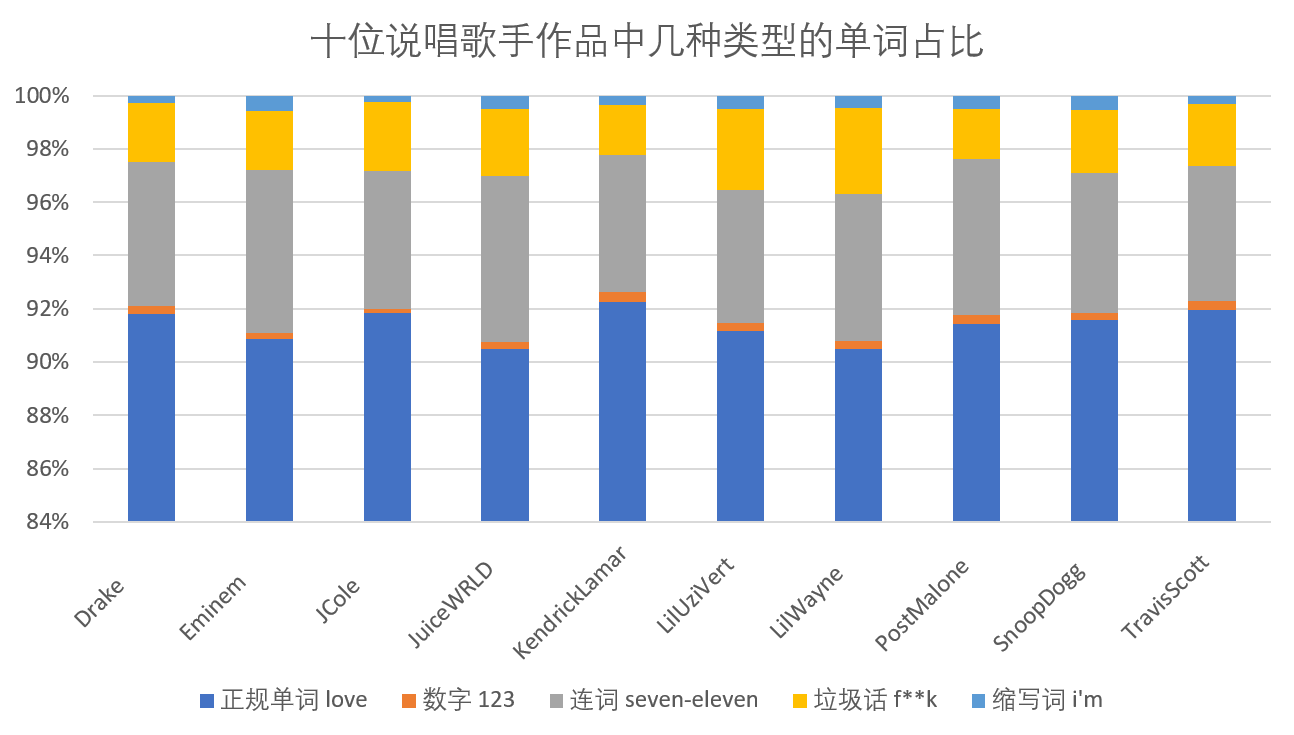 十位说唱歌手作品中几种类型的单词占比
100%
98%
96%
94%
92%
90%
88%
86%
84%
Drake
Eminem
JCole
JuiceWRLD
KendrickLamar
LilUziVert
LilWayne
PostMalone
SnoopDogg
TravisScott
正规单词 love 数字 123 连词 seven-eleven 垃圾话 f**k 缩写词 i'm